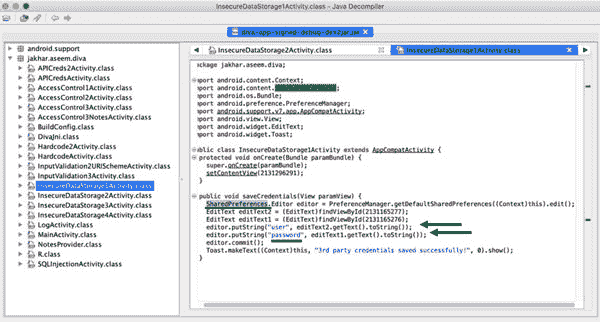 InsecureDataStorage1Activity.class - Java Decompiler
diva-app-signed-debug-dex2jar.jar
android.support
jakhar.aseem.diva
APICreds2Activity.class
APICredsActivity.class
AccessControl1Activity.class
AccessControl2Activity.class
AccessControl3Activity.class
AccessControl3NotesActivity.class
BuildConfig.class
DivaJni.class
Hardcode2Activity.class
HardcodeActivity.class
InputValidation2URISchemeActivity.class
InputValidation3Activity.class
InsecureDataStorage1Activity.class
InsecureDataStorage2Activity.class
InsecureDataStorage3Activity.class
InsecureDataStorage4Activity.class
LogActivity.class
MainActivity.class
NotesProvider.class
R.class
SQLInjectionActivity.class
InsecureDataStorage2Activity.class
InsecureDataStorage1Activity.class
ckage jakhar.aseem.diva;
port android.content.Context;
port android.content.
port android.os.Bundle;
port android.preference.PreferenceManager;
port android.support.v7.app.AppCompatActivity;
port android.view.View;
port android.widget.EditText;
port android.widget.Toast;
blic class InsecureDataStorage1Activity extends AppCompatActivity {
protected void onCreate(Bundle paramBundle) {
super.onCreate(paramBundle);
setContentView(2131296291);
}
public void saveCredentials(View paramView) {
SharedPreferences.Editor editor = PreferenceManager.getDefaultSharedPreferences((Context)this).edit();
EditText editText2 = (EditText)findViewById(2131165277);
EditText editText1 = (EditText)findViewById(2131165276);
editor.putString("user", editText2.getText().toString());
editor.putString("password", editText1.getText().toString());
editor.commit();
Toast.makeText((Context)this, "3rd party credentials saved successfully!", 0).show();
}